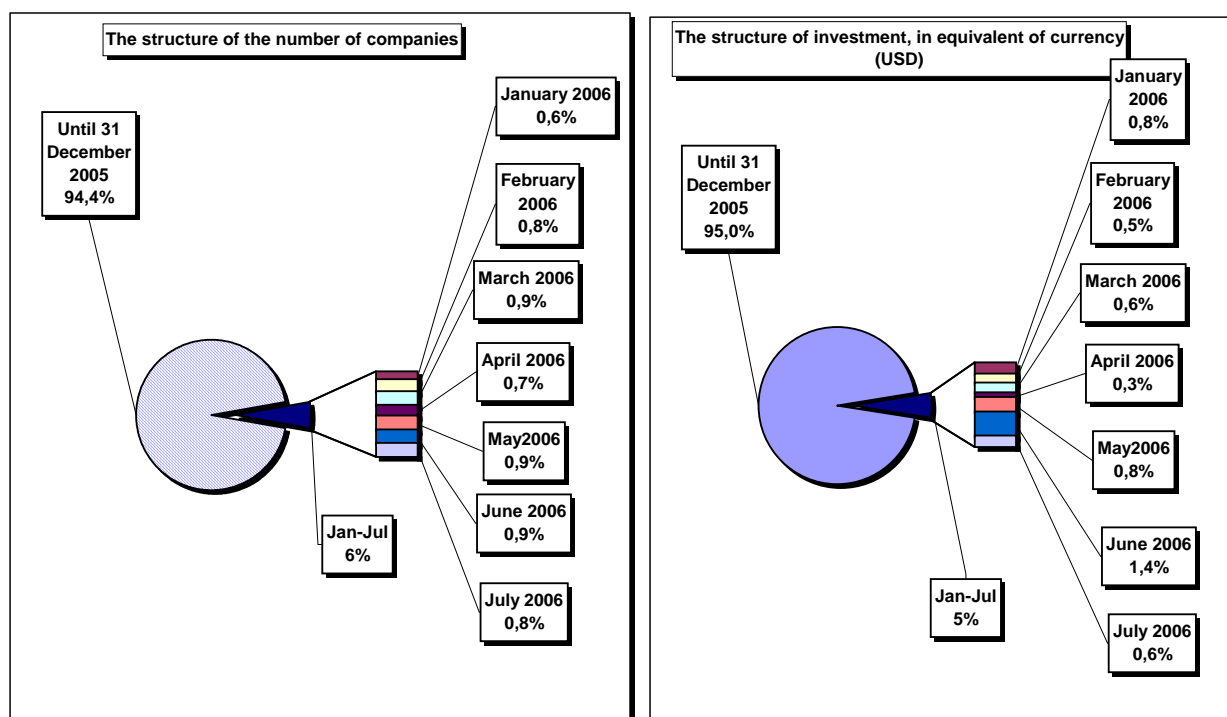 The structure of the number of companies
Until 31
December
2005
94,4%
January 2006
0,6%
February
2006
0,8%
March 2006
0,9%
April 2006
0,7%
May2006
0,9%
June 2006
0,9%
July 2006
0,8%
Jan-Jul
6%
The structure of investment, in equivalent of currency
(USD)
Until 31
December
2005
95,0%
January
2006
0,8%
February
2006
0,5%
March 2006
0,6%
April 2006
0,3%
May2006
0,8%
June 2006
1,4%
July 2006
0,6%
Jan-Jul
5%